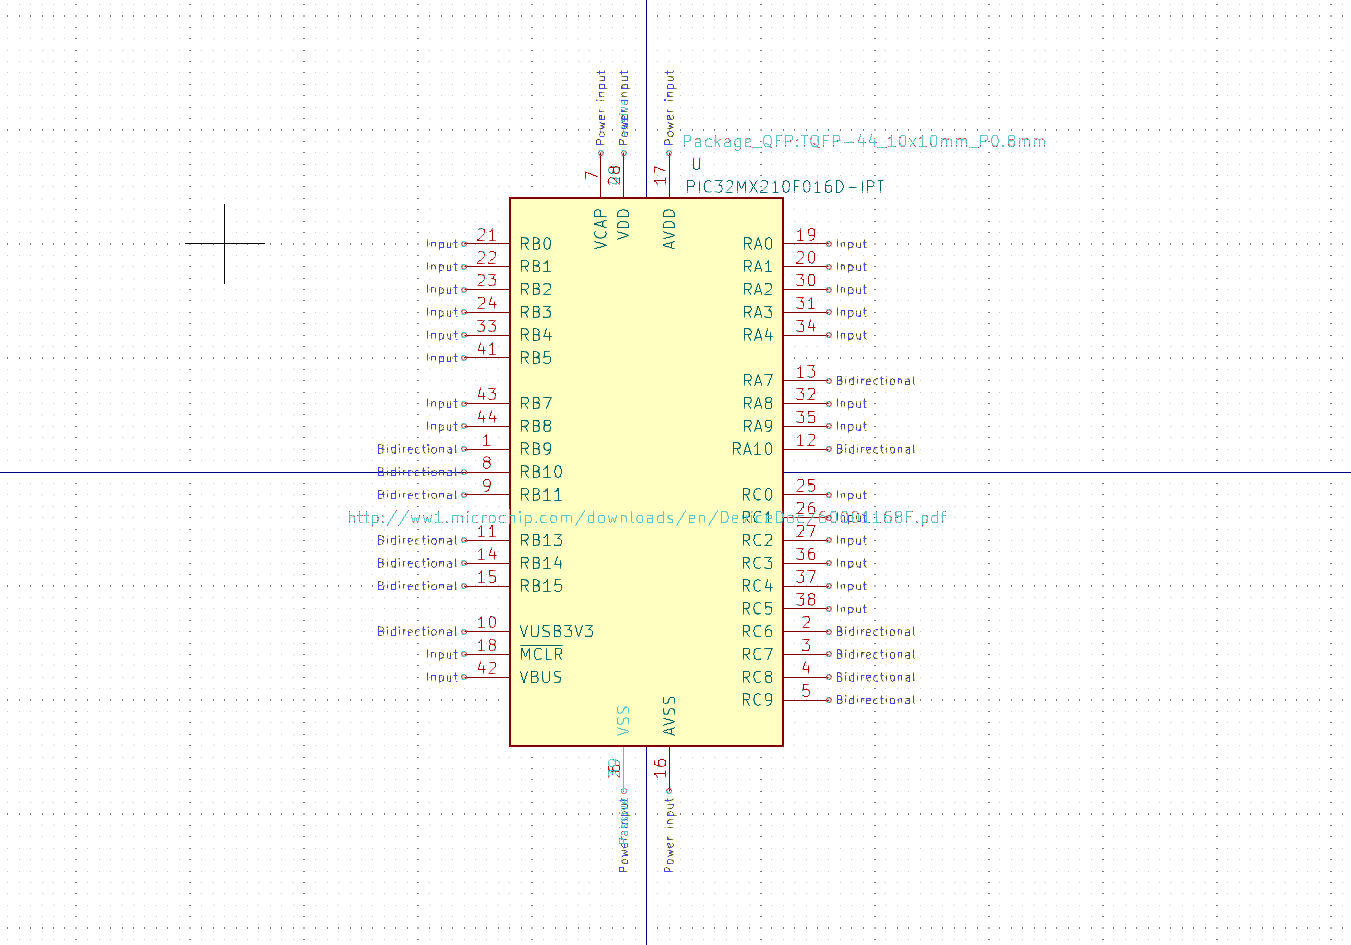 Power input
Power input
Power input
Package_QFP:TQFP-44_10x10mm_P0.8mm
7
28
17
U
PIC32MX210F016D-IPT
VCAP
VDD
AVDD
Input 21 RB0 RA0 19 Input
Input 22 RB1 RA1 20 Input
Input 23 RB2 RA2 30 Input
Input 24 RB3 RA3 31 Input
Input 33 RB4 RA4 34 Input
Input 41 RB5
RA7 13 Bidirectional
Input 43 RB7 RA8 32 Input
Input 44 RB8 RA9 35 Input
Bidirectional 1 RB9 RA10 12 Bidirectional
Bidirectional 8 RB10
Bidirectional 9 RB11 RC0 25 Input
http://ww1.microchip.com/downloads/en/DeviceDoc/60001168F.pdf
RC1 26 Input
Bidirectional 11 RB13 RC2 27 Input
Bidirectional 14 RB14 RC3 36 Input
Bidirectional 15 RB15 RC4 37 Input
RC5 38 Input
Bidirectional 10 VUSB3V3 RC6 2 Bidirectional
Input 18 MCLR RC7 3 Bidirectional
Input 42 VBUS RC8 4 Bidirectional
RC9 5 Bidirectional
VSS
AVSS
16
Power input
Power input